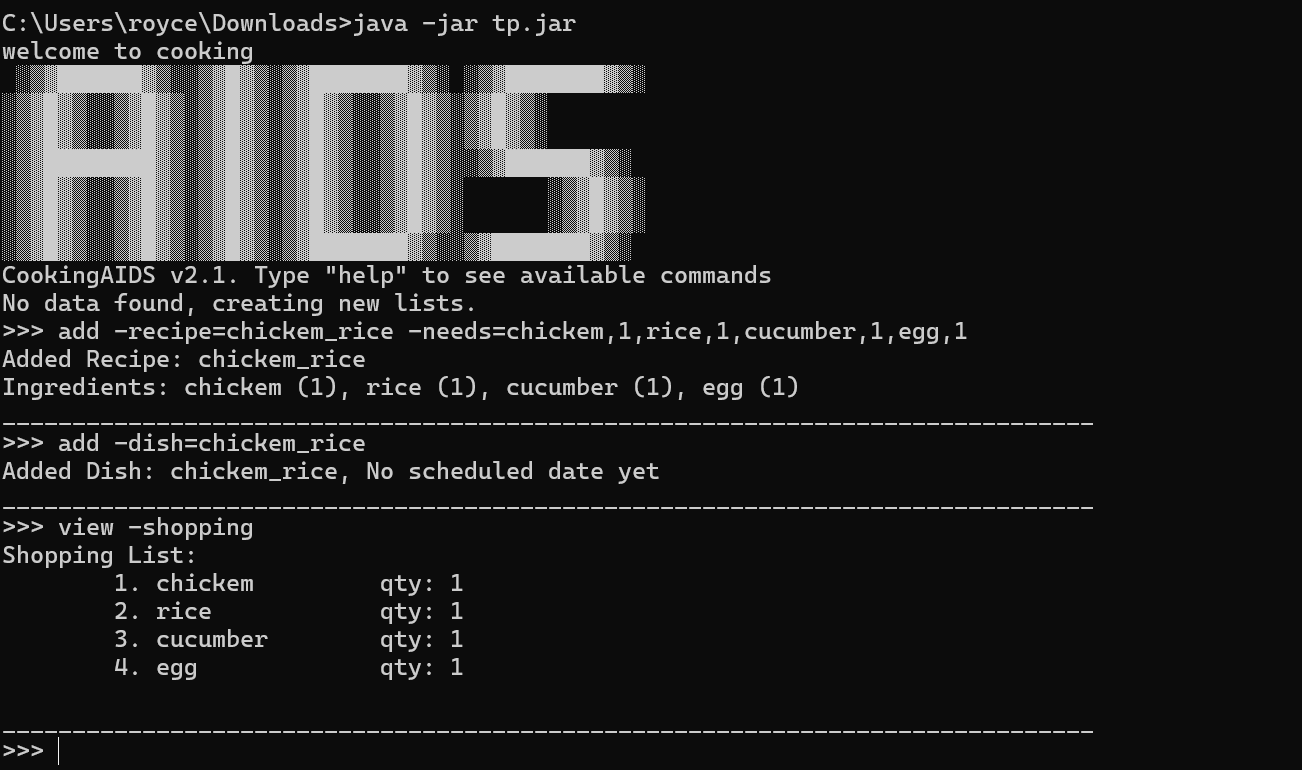 C:\Users\royce\Downloads>java -jar tp.jar
welcome to cooking
AIDS
CookingAIDS v2.1. Type "help" to see available commands
No data found, creating new lists.
>>> add -recipe=chickem_rice -needs=chickem,1,rice,1,cucumber,1,egg,1
Added Recipe: chickem_rice
Ingredients: chickem (1), rice (1), cucumber (1), egg (1)
______________________________________________________________________________
>>> add -dish=chickem_rice
Added Dish: chickem_rice, No scheduled date yet
______________________________________________________________________________
>>> view -shopping
Shopping List:
1. chickem qty: 1
2. rice qty: 1
3. cucumber qty: 1
4. egg qty: 1
______________________________________________________________________________
>>>